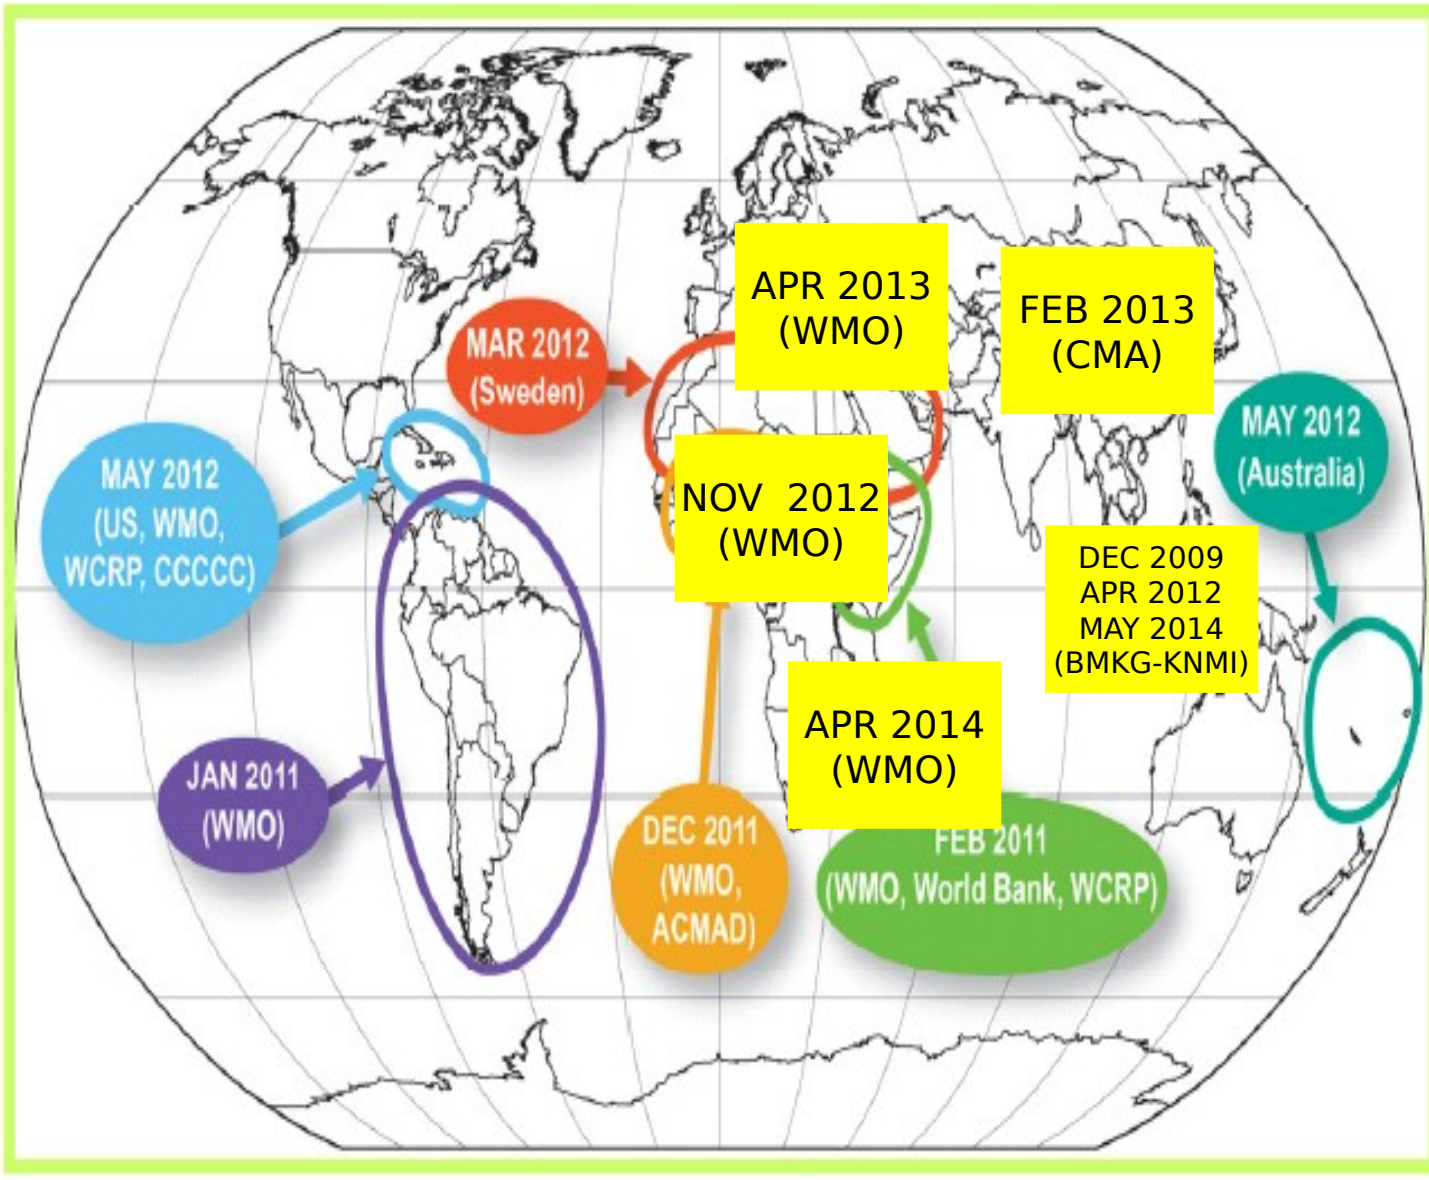 APR 2013
(WMO)
FEB 2013
(CMA)
MAR 2012
(Sweden)
MAY 2012
(Australia)
MAY 2012
(US, WMO,
WCRP, CCCCC)
NOV 2012
(WMO)
DEC 2009
APR 2012
MAY 2014
(BMKG-KNMI)
APR 2014
(WMO)
JAN 2011
(WMO)
DEC 2011
(WMO,
ACMAD)
FEB 2011
(WMO, World Bank, WCRP)